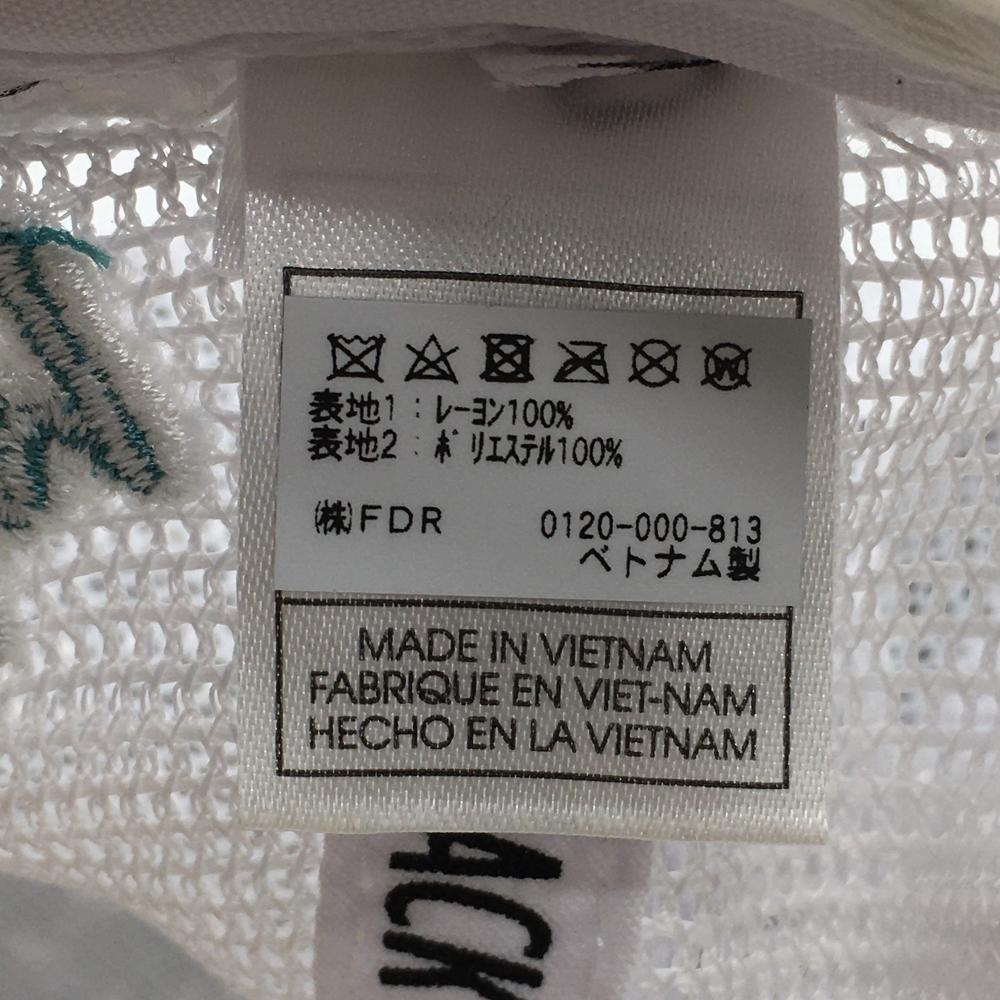 表地1：レーヨン100%
表地2：ポリエステル100%
㈱FDR 0120-000-813
ベトナム製
MADE IN VIETNAM
FABRIQUE EN VIET-NAM
HECHO EN LA VIETNAM
ACK